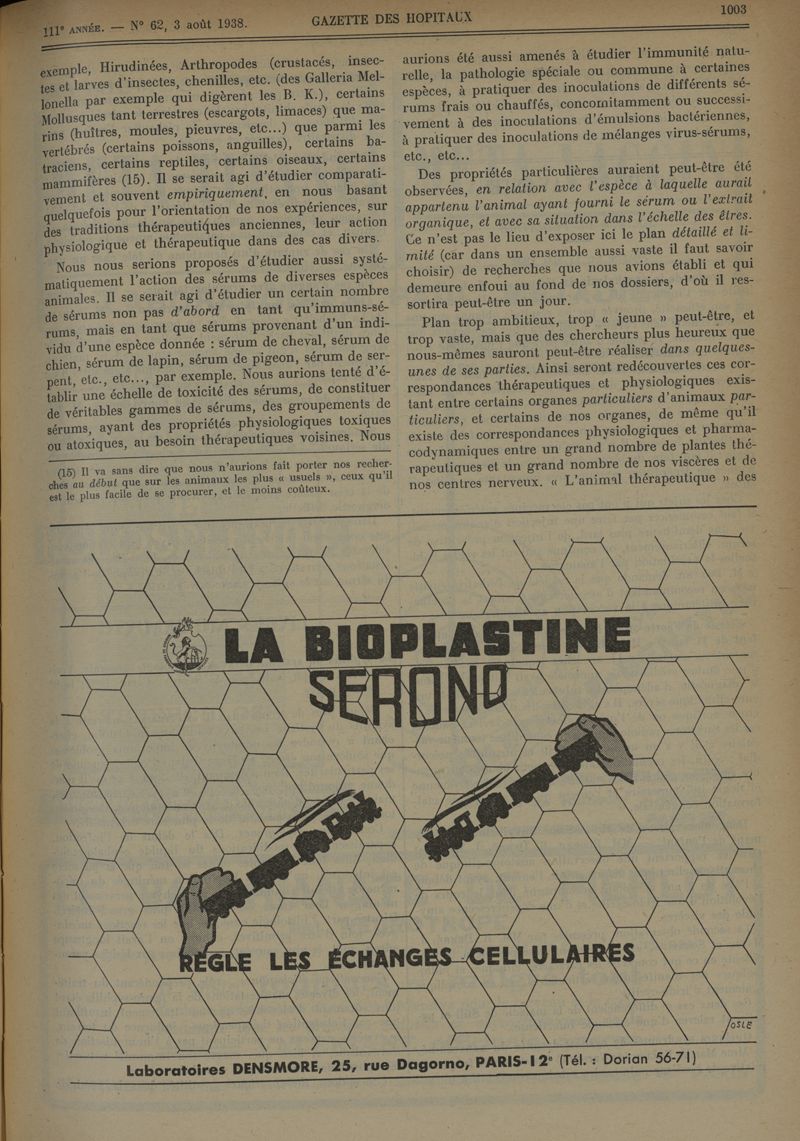 111e ANNÉE. — N° 62, 3 août 1938.
GAZETTE DES HOPITAUX
1003
exemple, Hirudinées, Arthropodes (crustacés, insec-
tes et larves d'insectes, chenilles, etc. (des Galleria Mel-
lonella par exemple qui digèrent les B. K.), certains
Mollusques tant terrestres (escargots, limaces) que ma-
rins (huîtres, moules, pieuvres, etc...) que parmi les
vertébrés (certains poissons, anguilles), certains ba-
traciens, certains reptiles, certains oiseaux, certains
mammifères (15). Il se serait agi d'étudier comparati-
vement et souvent empiriquement, en nous basant
quelquefois pour l'orientation de nos expériences, sur
des traditions thérapeutiques anciennes, leur action
physiologique et thérapeutique dans des cas divers.
Nous nous serions proposés d'étudier aussi systé-
matiquement l'action des sérums de diverses espèces
animales. Il se serait agi d'étudier un certain nombre
de sérums non pas d'abord en tant qu'immuns-sé-
rums, mais en tant que sérums provenant d'un indi-
vidu d'une espèce donnée : sérum de cheval, sérum de
chien, sérum de lapin, sérum de pigeon, sérum de ser-
pent, etc., etc..., par exemple. Nous aurions tenté d'é-
tablir une échelle de toxicité des sérums, de constituer
de véritables gammes de sérums, des groupements de
sérums, ayant des propriétés physiologiques toxiques
ou atoxiques, au besoin thérapeutiques voisines. Nous
(15) Il va sans dire que nous n'aurions fait porter nos recher-
ches au début que sur les animaux les plus « usuels », ceux qu'il
est le plus facile de se procurer, et le moins coûteux.
aurions été aussi amenés à étudier l'immunité natu-
relle, la pathologie spéciale ou commune à certaines
espèces, à pratiquer des inoculations de différents sé-
rums frais ou chauffés, concomitamment ou successi-
vement à des inoculations d'émulsions bactériennes,
à pratiquer des inoculations de mélanges virus-sérums,
etc., etc...
Des propriétés particulières auraient peut-être été
observées, en relation avec l'espèce à laquelle aurait
appartenu l'animal ayant fourni le sérum ou l'extrait
organique, et avec sa situation dans l'échelle des êtres.
Ce n'est pas le lieu d'exposer ici le plan détaillé et li-
mité (car dans un ensemble aussi vaste il faut savoir
choisir) de recherches que nous avions établi et qui
demeure enfoui au fond de nos dossiers, d'où il res-
sortira peut-être un jour.
Plan trop ambitieux, trop « jeune » peut-être, et
trop vaste, mais que des chercheurs plus heureux que
nous-mêmes sauront peut-être réaliser dans quelques-
unes de ses parties. Ainsi seront redécouvertes ces cor-
respondances thérapeutiques et physiologiques exis-
tant entre certains organes particuliers d'animaux par-
ticuliers, et certains de nos organes, de même qu'il
existe des correspondances physiologiques et pharma-
codynamiques entre un grand nombre de plantes thé-
rapeutiques et un grand nombre de nos viscères et de
nos centres nerveux. « L'animal thérapeutique » des
LA BIOPLASTINE
SERONO
RÈGLE LES ÉCHANGES CELLULAIRES
OSLE
Laboratoires DENSMORE, 25, rue Dagorno, PARIS-12e (Tél. : Dorian 56-71)